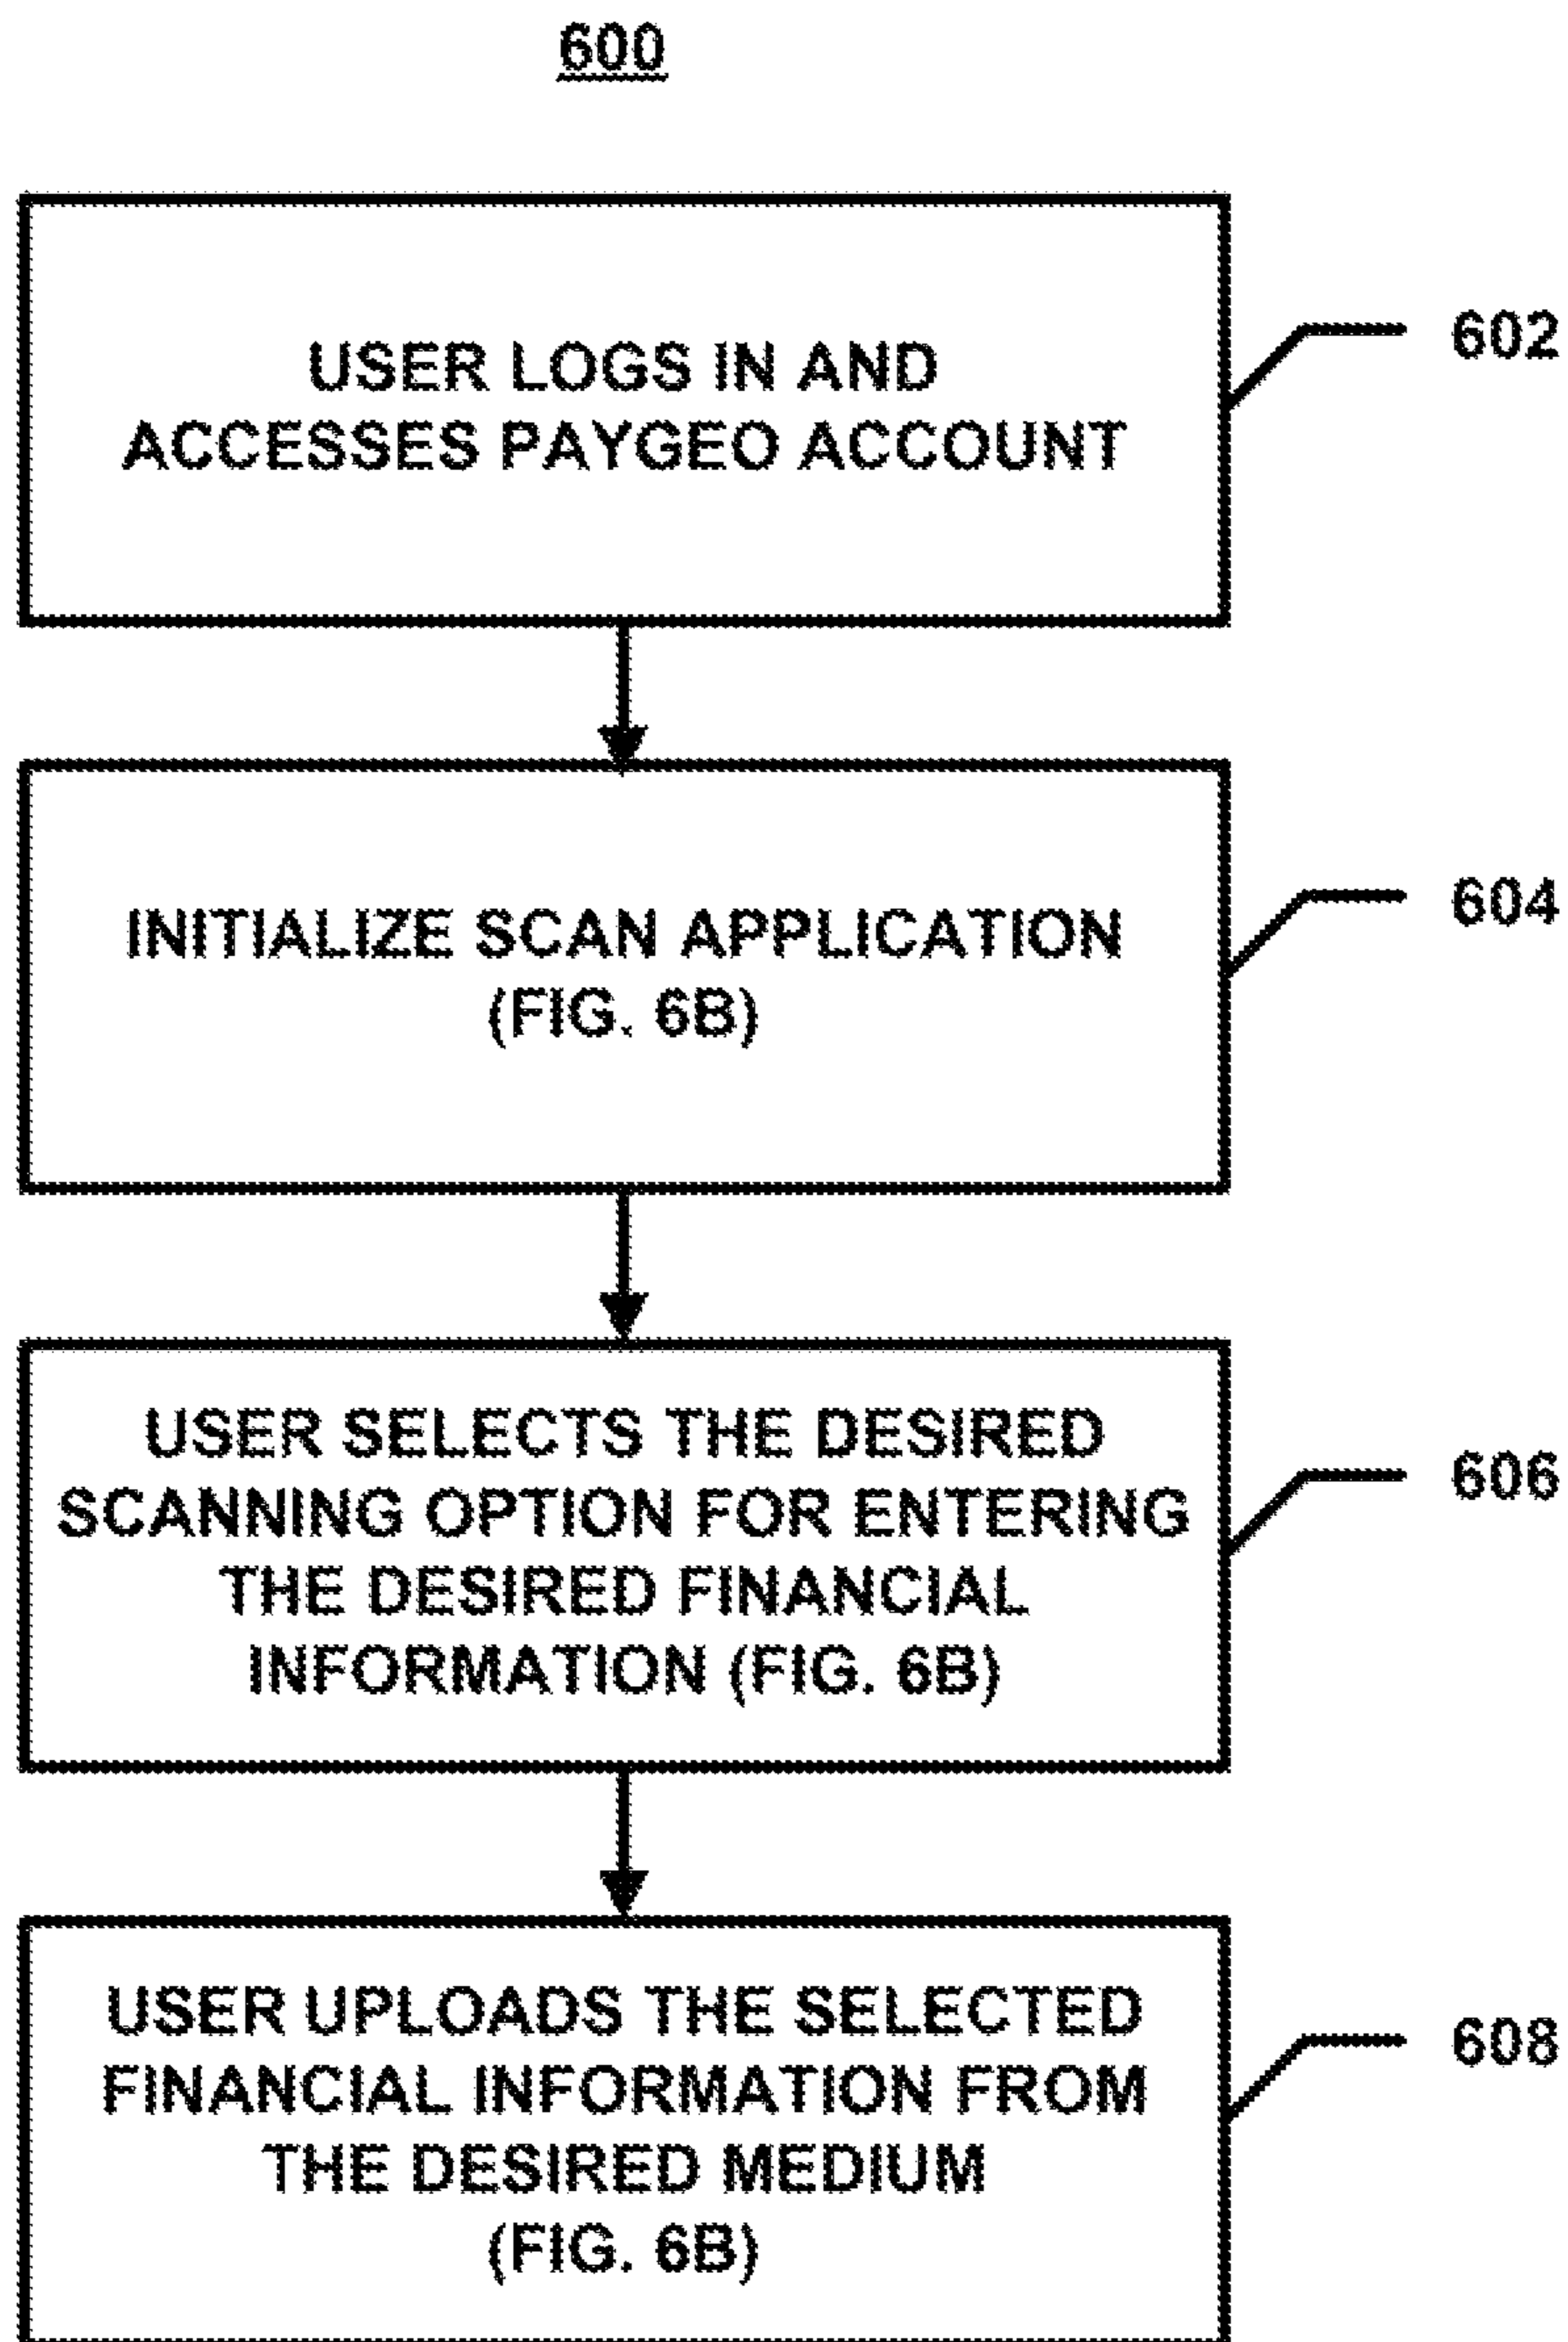 600
USER LOGS IN AND
ACCESSES PAYGEO ACCOUNT
602
INITIALIZE SCAN APPLICATION
(FIG. 6B)
604
USER SELECTS THE DESIRED
SCANNING OPTION FOR ENTERING
THE DESIRED FINANCIAL
INFORMATION (FIG. 6B)
606
USER UPLOADS THE SELECTED
FINANCIAL INFORMATION FROM
THE DESIRED MEDIUM
(FIG. 6B)
608